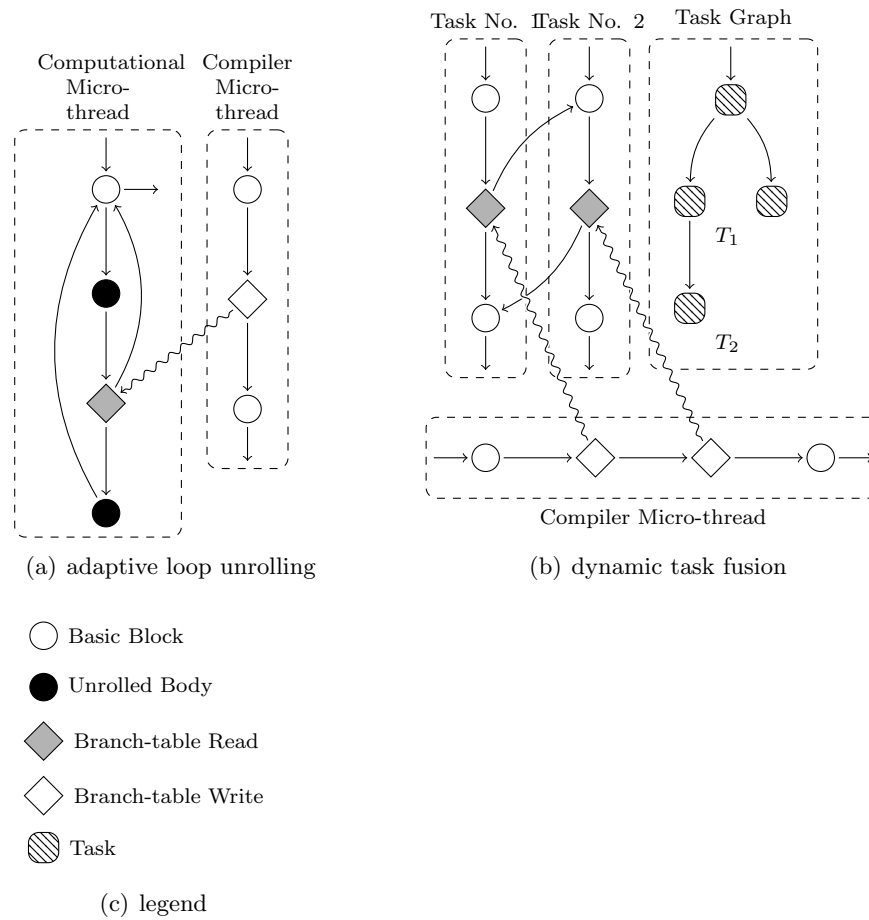 Computational
Micro-
thread
Compiler
Micro-
thread
(a) adaptive loop unrolling
Task No. 1
Task No. 2
Task Graph
T1
T2
Compiler Micro-thread
(b) dynamic task fusion
Basic Block
Unrolled Body
Branch-table Read
Branch-table Write
Task
(c) legend